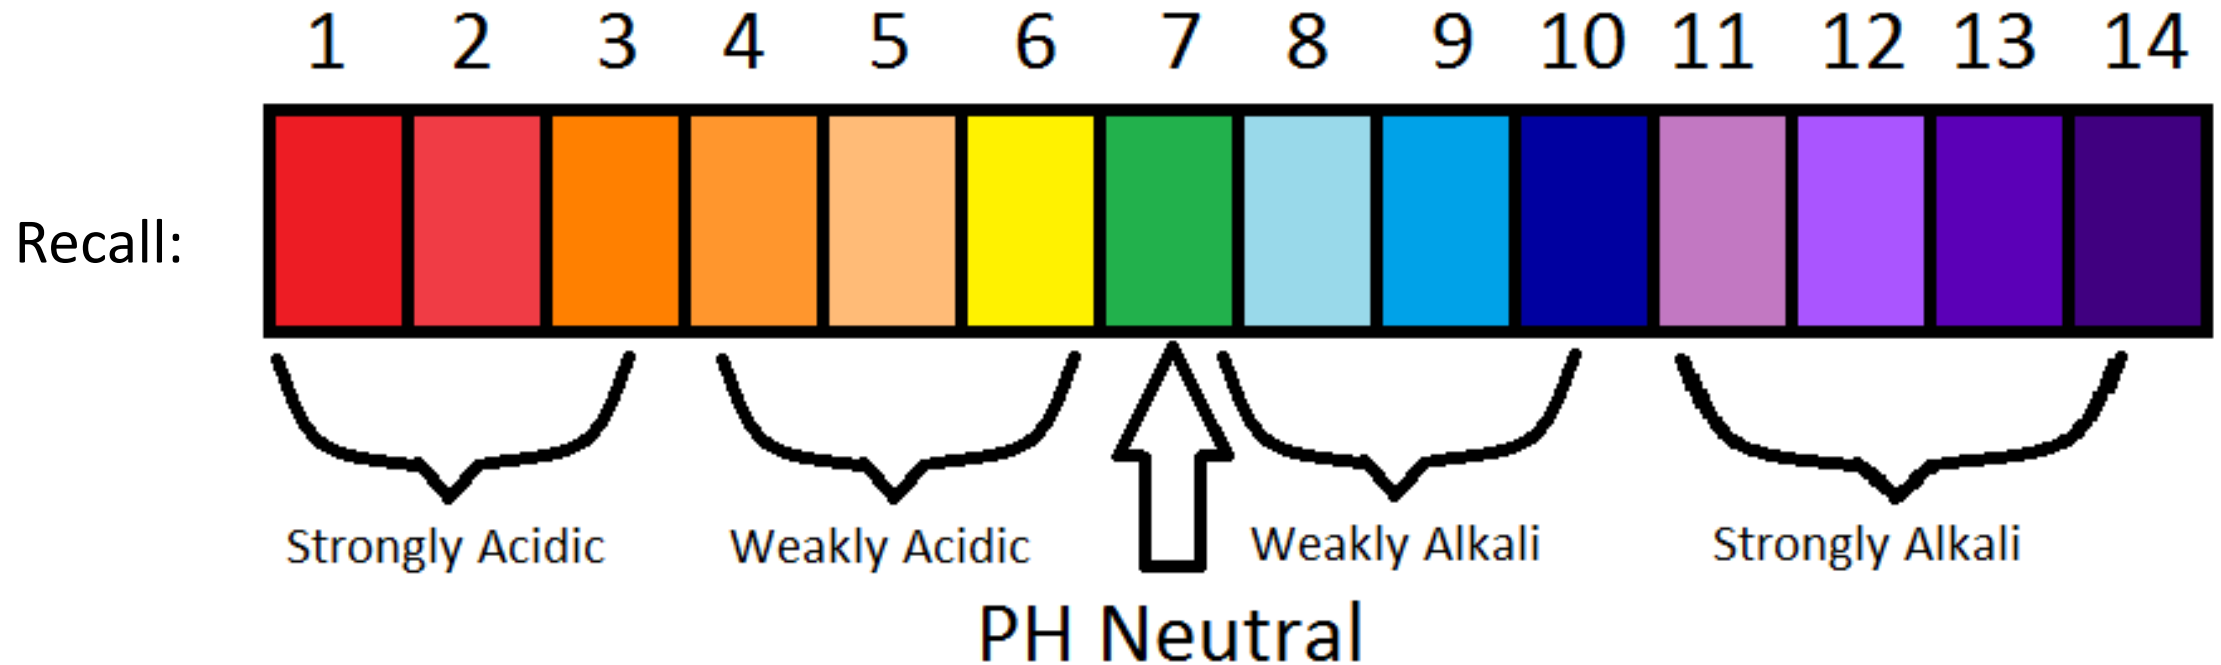 1 2 3 4 5 6 7 8 9 10 11 12 13 14
Recall:
Strongly Acidic Weakly Acidic Weakly Alkali Strongly Alkali
PH Neutral